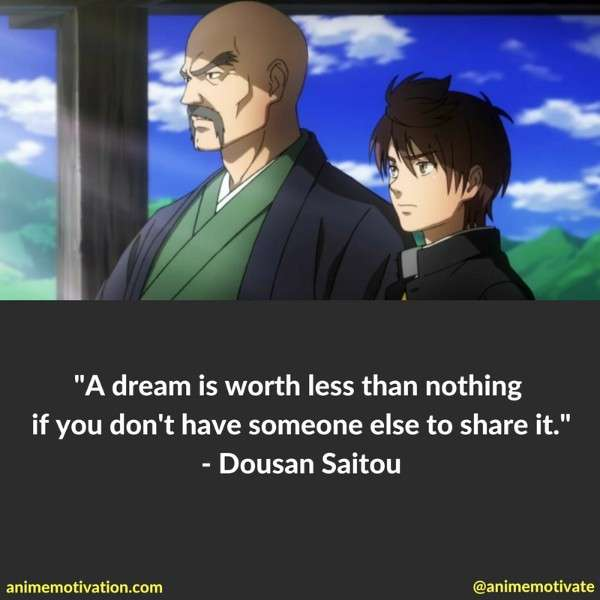 "A dream is worth less than nothing
if you don't have someone else to share it."
- Dousan Saitou
animemotivation.com
@animemotivate